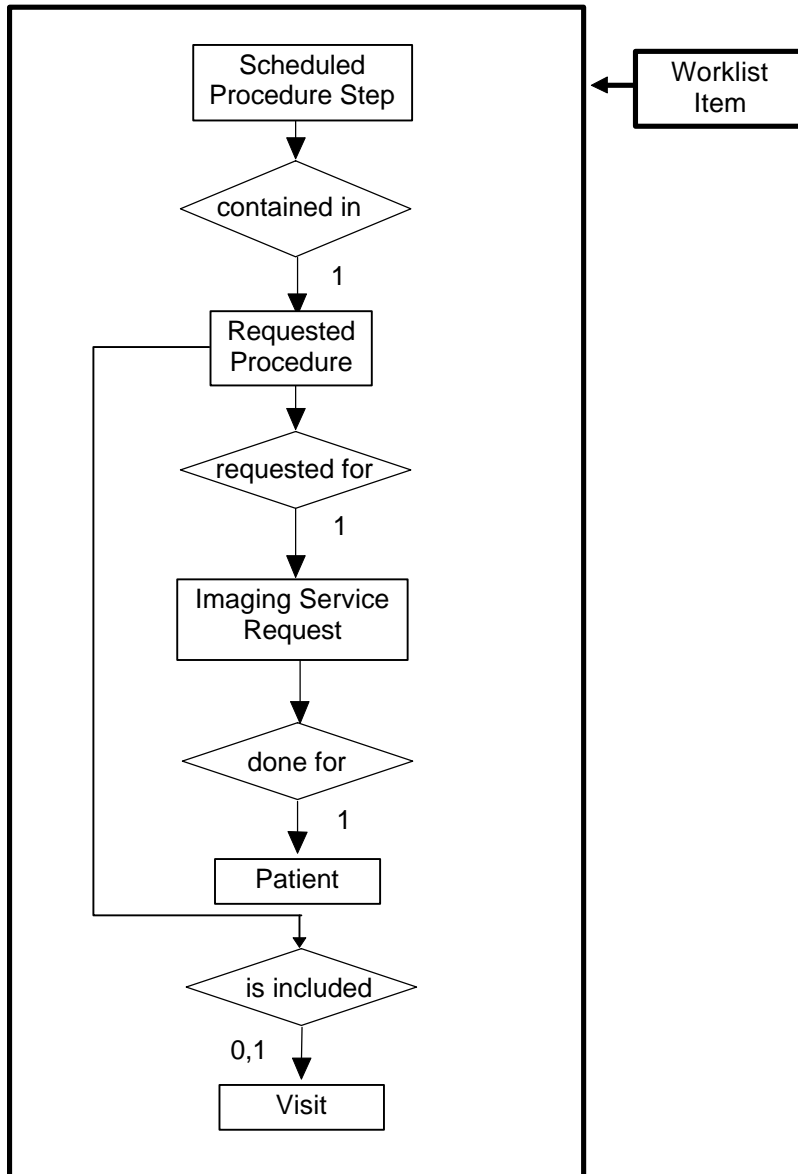 Scheduled
Procedure Step
Worklist
Item
contained in
1
Requested
Procedure
requested for
1
Imaging Service
Request
done for
1
Patient
is included
0,1
Visit